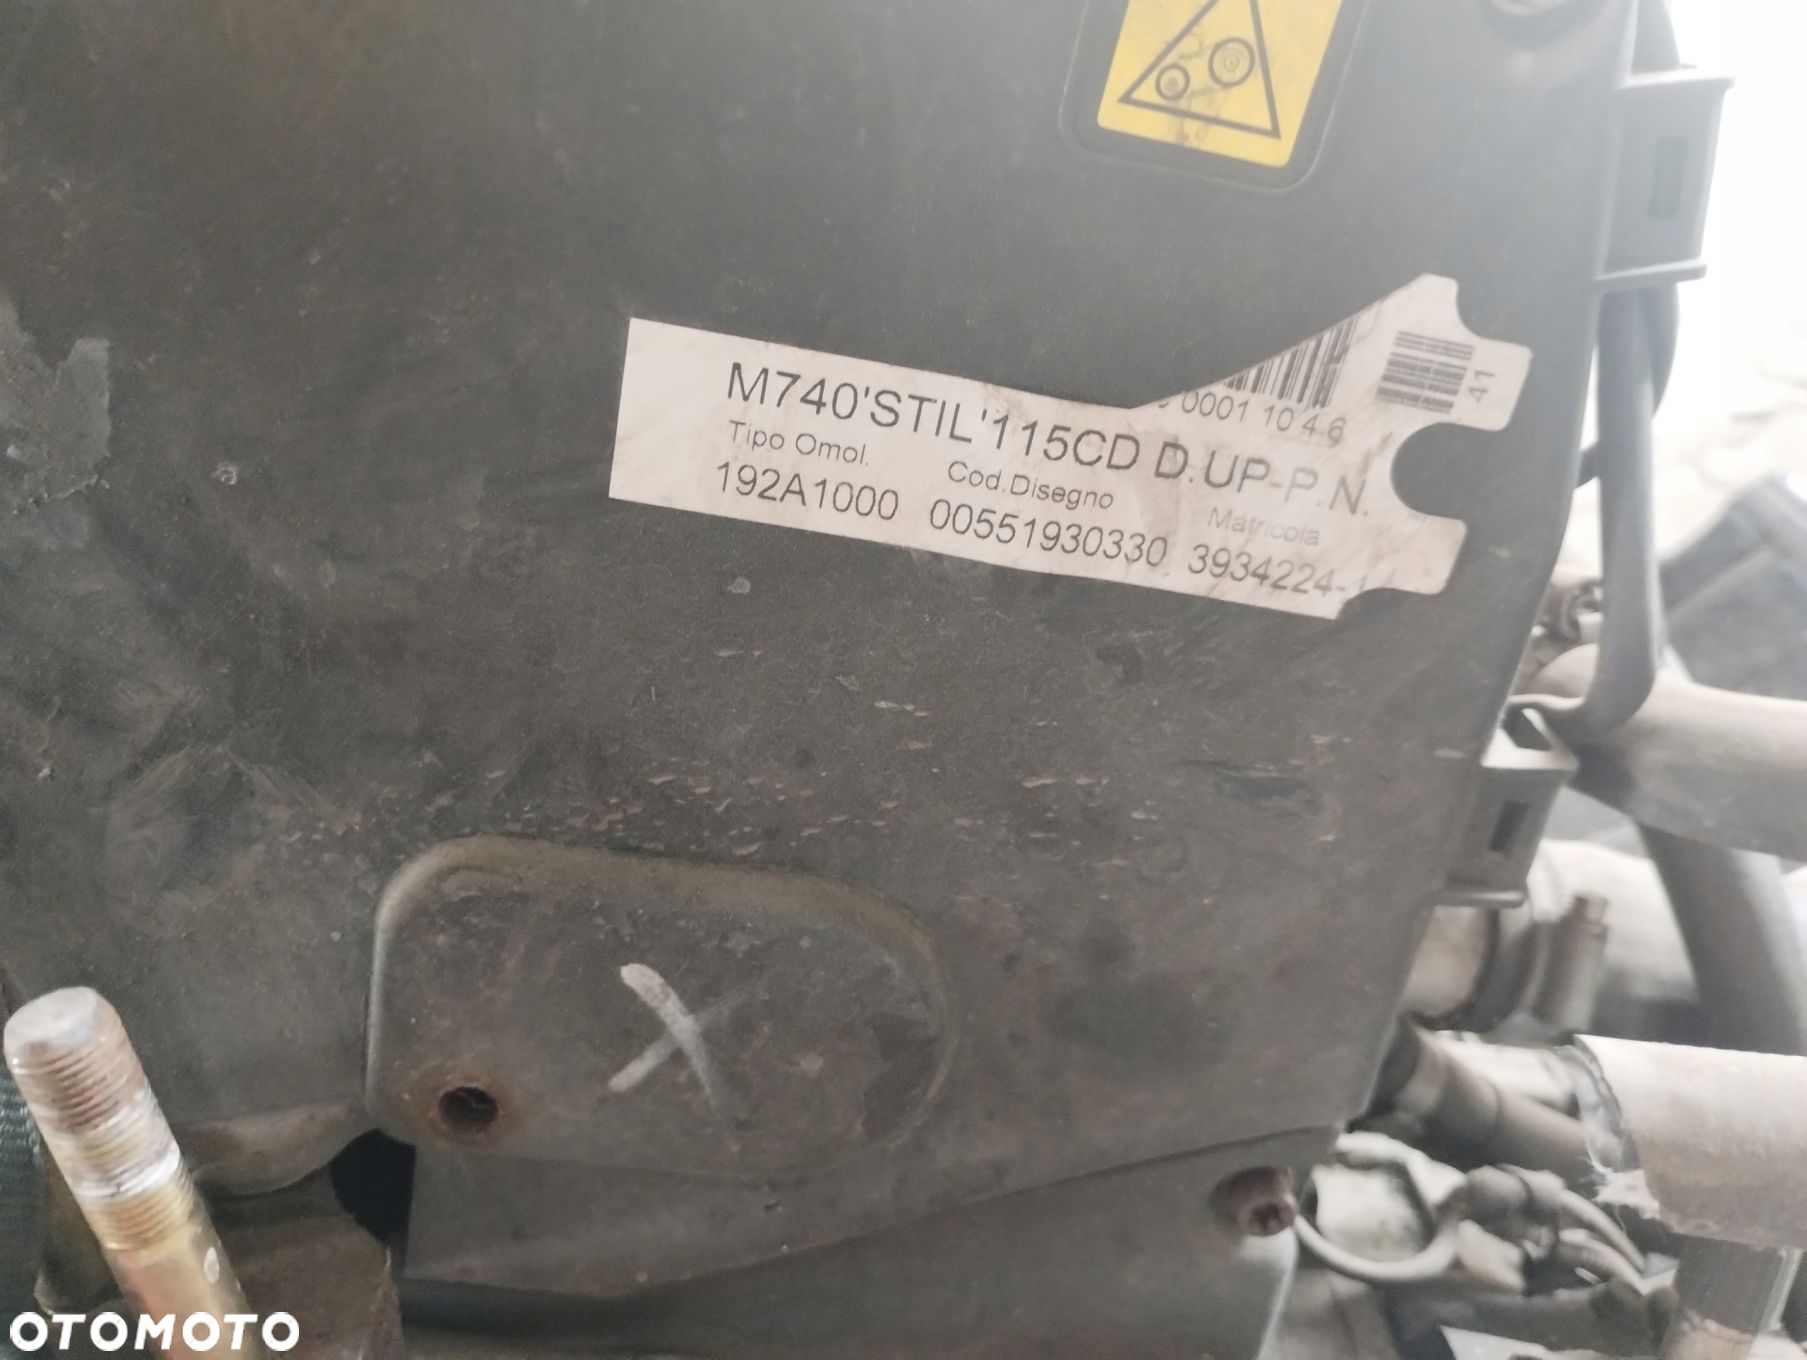 0001 10 4 6
41
M740'STIL'115CD D.UP-P.N.
Tipo Omol. Cod.Disegno Matricola
192A1000 00551930330 3934224-
OTOMOTO